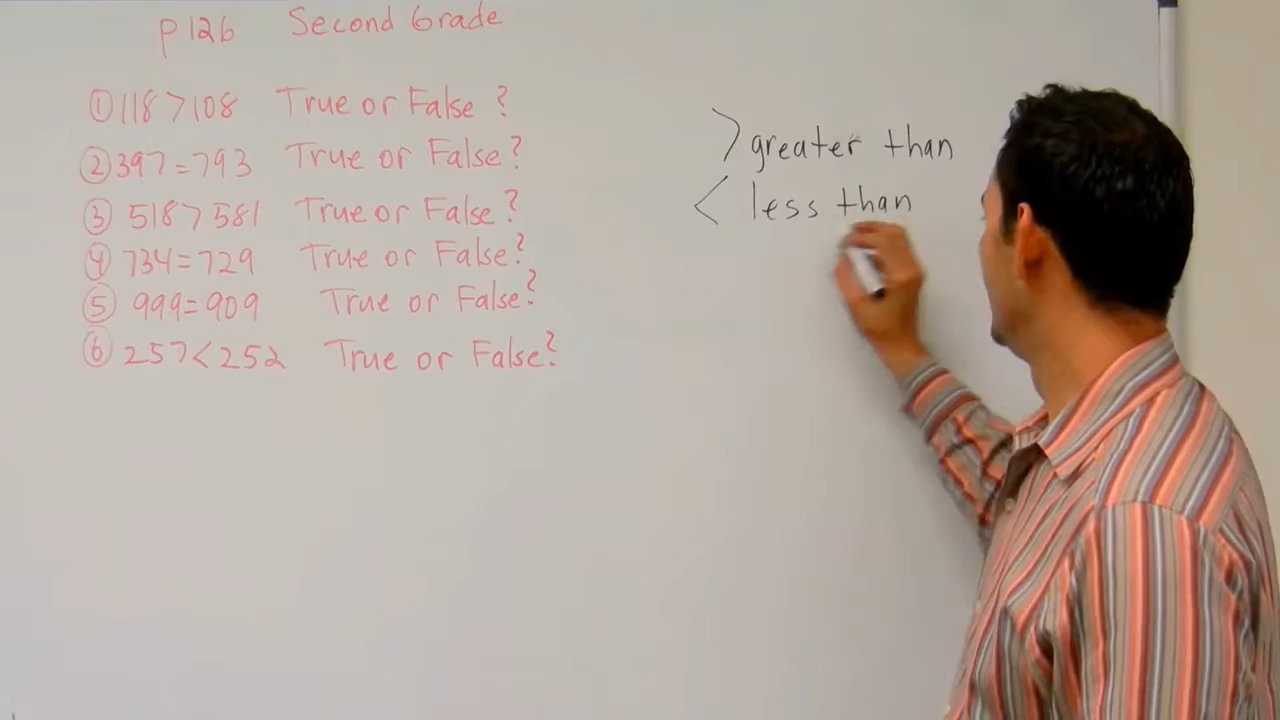 p126 Second Grade
① 118 > 108 True or False ?
② 397 = 793 True or False?
③ 518 > 581 True or False?
④ 734 = 729 True or False?
⑤ 999 = 909 True or False?
⑥ 257 < 252 True or False?
> greater than
< less than